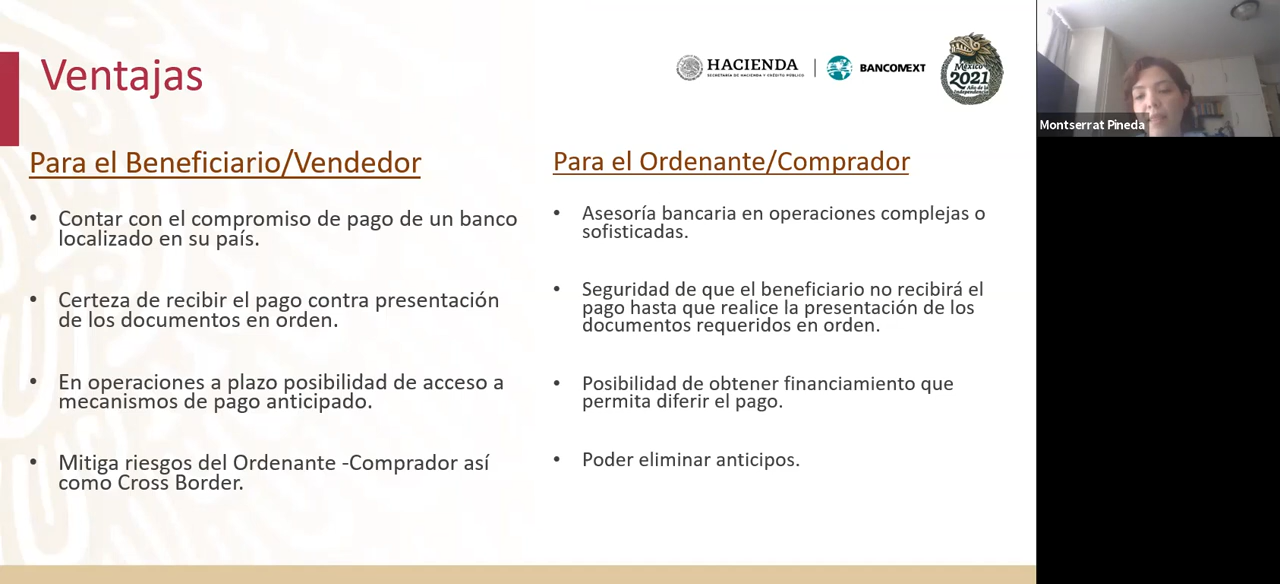 Ventajas
HACIENDA
SECRETARÍA DE HACIENDA Y CRÉDITO PÚBLICO
BANCOMEXT
México
2021
Año de la
Independencia
Montserrat Pineda
Para el Beneficiario/Vendedor
• Contar con el compromiso de pago de un banco
localizado en su país.
• Certeza de recibir el pago contra presentación
de los documentos en orden.
• En operaciones a plazo posibilidad de acceso a
mecanismos de pago anticipado.
• Mitiga riesgos del Ordenante -Comprador así
como Cross Border.
Para el Ordenante/Comprador
• Asesoría bancaria en operaciones complejas o
sofisticadas.
• Seguridad de que el beneficiario no recibirá el
pago hasta que realice la presentación de los
documentos requeridos en orden.
• Posibilidad de obtener financiamiento que
permita diferir el pago.
• Poder eliminar anticipos.